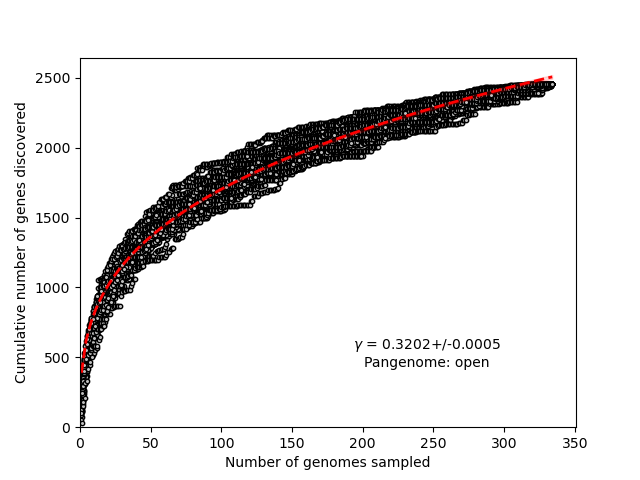 2500
2000
1500
1000
500
0
Cumulative number of genes discovered
γ = 0.3202+/-0.0005
Pangenome: open
0 50 100 150 200 250 300 350
Number of genomes sampled